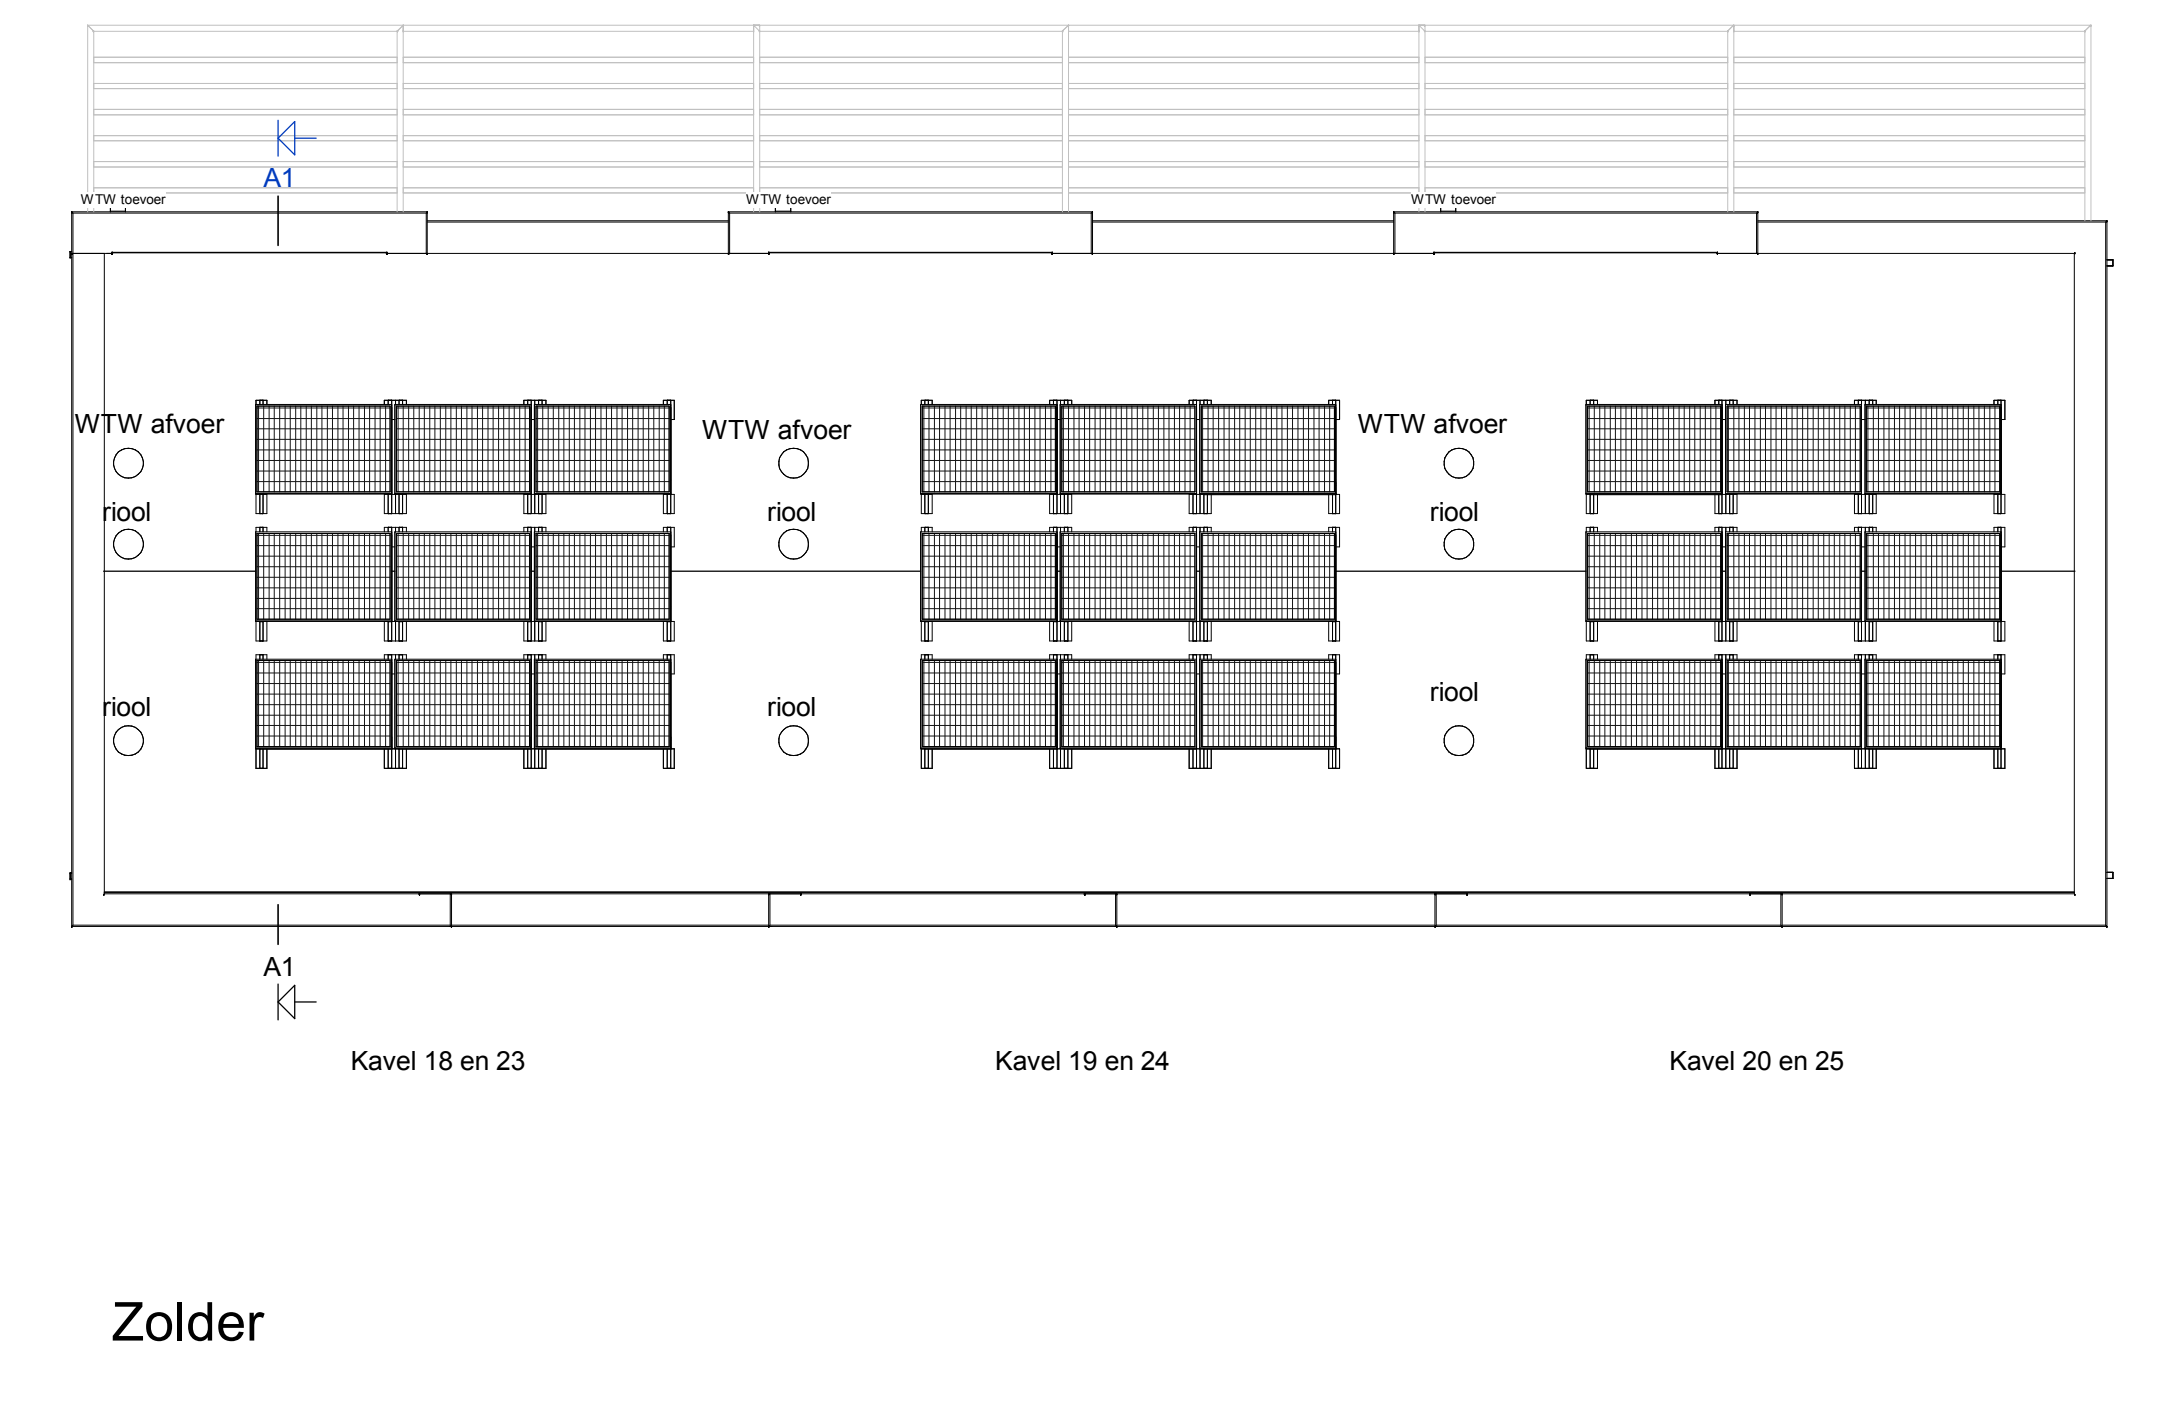 A1
WTW toevoer
WTW toevoer
WTW toevoer
WTW afvoer
WTW afvoer
WTW afvoer
riool
riool
riool
riool
riool
riool
A1
Kavel 18 en 23
Kavel 19 en 24
Kavel 20 en 25
Zolder